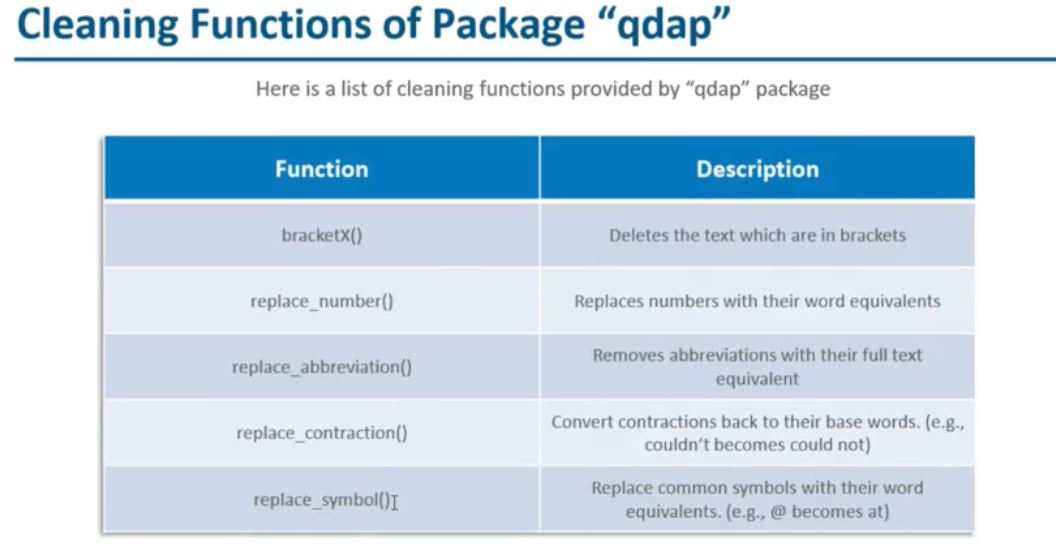 Cleaning Functions of Package “qdap”
Here is a list of cleaning functions provided by “qdap” package
Function
Description
bracketX()
Deletes the text which are in brackets
replace_number()
Replaces numbers with their word equivalents
replace_abbreviation()
Removes abbreviations with their full text
equivalent
replace_contraction()
Convert contractions back to their base words. (e.g.,
couldn’t becomes could not)
replace_symbol()
Replace common symbols with their word
equivalents. (e.g., @ becomes at)